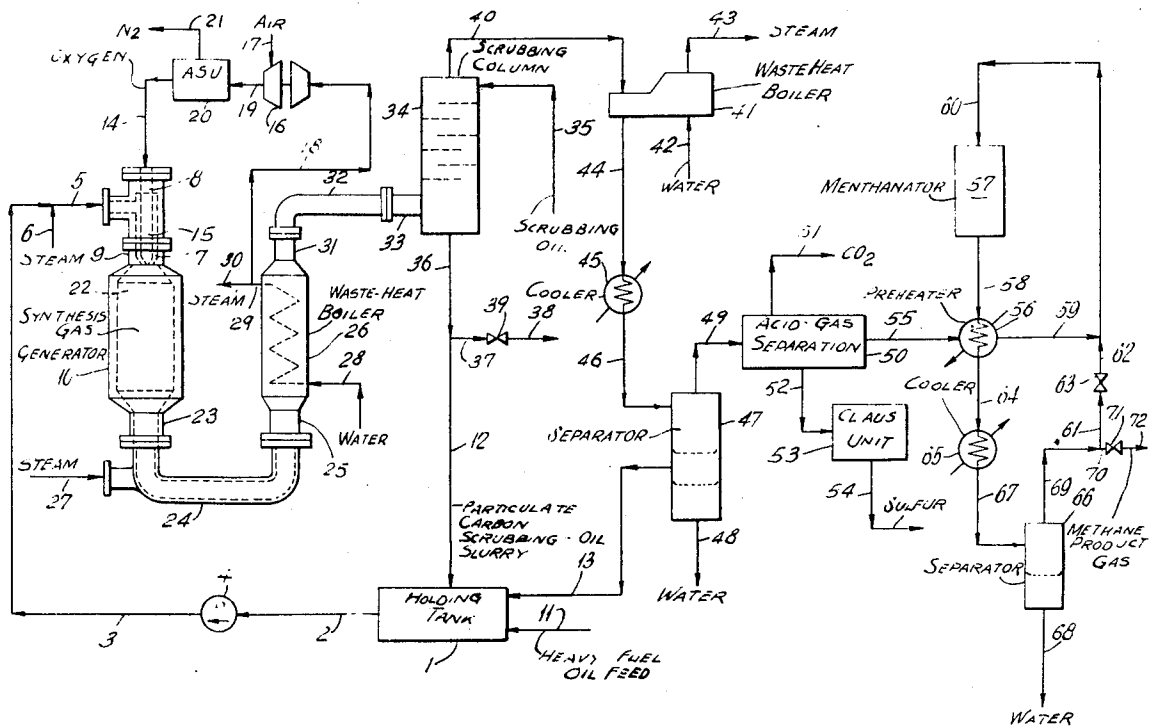 N2
21
AIR
17
OXYGEN
ASU
20
19
16
14
18
5
8
6
STEAM
9
15
7
22
SYNTHESIS
GAS
GENERATOR
10
23
STEAM
27
24
30
STEAM
29
31
32
33
WASTE-HEAT
BOILER
26
28
WATER
25
40
SCRUBBING
COLUMN
34
35
SCRUBBING
OIL
36
39
38
37
12
PARTICULATE
CARBON
SCRUBBING-OIL
SLURRY
43
STEAM
WASTE HEAT
BOILER
41
42
WATER
44
45
COOLER
46
SEPARATOR
47
48
WATER
13
HOLDING
TANK
1
11
HEAVY FUEL
OIL FEED
2
4
3
49
51
CO2
ACID-GAS
SEPARATION
50
52
CLAUS
UNIT
53
54
SULFUR
55
60
MENTHANATOR
57
58
PREHEATER
56
59
62
63
61
COOLER
64
65
67
71
72
70
69
66
METHANE
PRODUCT
GAS
SEPARATOR
68
WATER